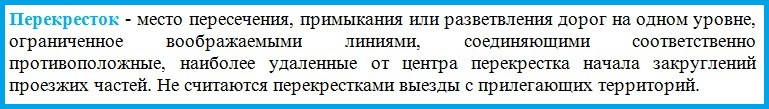 Перекресток - место пересечения, примыкания или разветвления дорог на одном уровне,
ограниченное воображаемыми линиями, соединяющими соответственно
противоположные, наиболее удаленные от центра перекрестка начала закруглений
проезжих частей. Не считаются перекрестками выезды с прилегающих территорий.